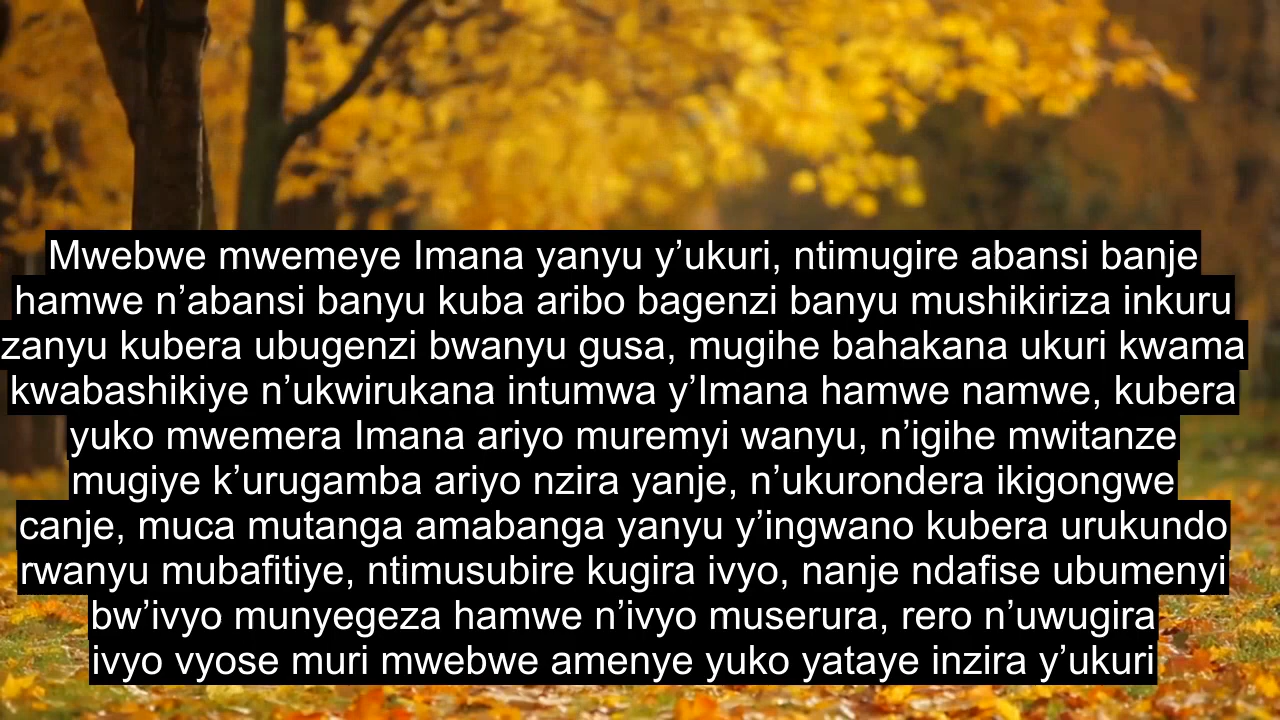 Mwebwe mwemeye Imana yanyu y’ukuri, ntimugire abansi banje
hamwe n’abansi banyu kuba aribo bagenzi banyu mushikiriza inkuru
zanyu kubera ubugenzi bwanyu gusa, mugihe bahakana ukuri kwama
kwabashikiye n’ukwirukana intumwa y’Imana hamwe namwe, kubera
yuko mwemera Imana ariyo muremyi wanyu, n’igihe mwitanze
mugiye k’urugamba ariyo nzira yanje, n’ukurondera ikigongwe
canje, muca mutanga amabanga yanyu y’ingwano kubera urukundo
rwanyu mubafitiye, ntimusubire kugira ivyo, nanje ndafise ubumenyi
bw’ivyo munyegeza hamwe n’ivyo muserura, rero n’uwugira
ivyo vyose muri mwebwe amenye yuko yataye inzira y’ukuri